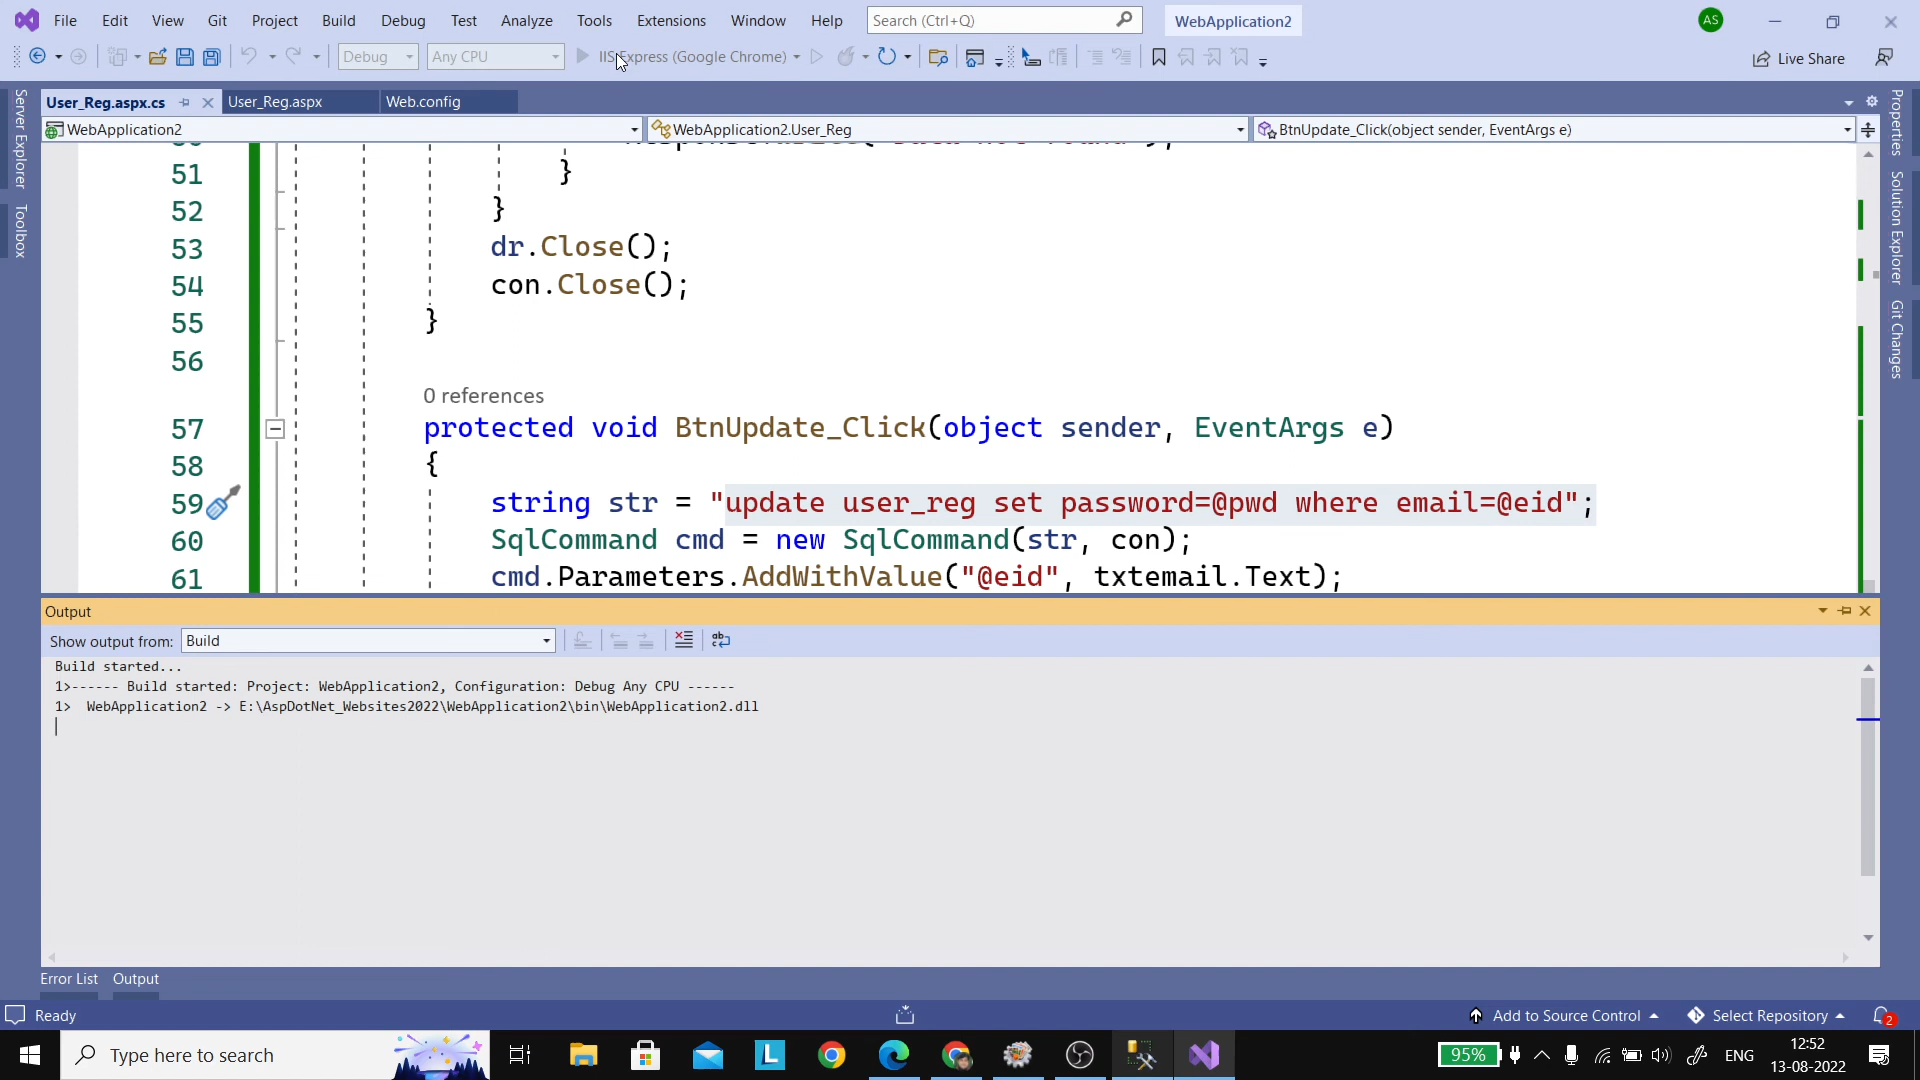 File Edit View Git Project Build Debug Test Analyze Tools Extensions Window Help Search (Ctrl+Q) WebApplication2 AS
Debug Any CPU IIS Express (Google Chrome) Live Share
User_Reg.aspx.cs User_Reg.aspx Web.config
WebApplication2 WebApplication2.User_Reg BtnUpdate_Click(object sender, EventArgs e)
Server Explorer
Toolbox
Properties
Solution Explorer
Git Changes
51 }
52 }
53 dr.Close();
54 con.Close();
55 }
56
0 references
57 protected void BtnUpdate_Click(object sender, EventArgs e)
58 {
59 string str = "update user_reg set password=@pwd where email=@eid";
60 SqlCommand cmd = new SqlCommand(str, con);
61 cmd.Parameters.AddWithValue("@eid", txtemail.Text);
Output
Show output from: Build
Build started...
1>------ Build started: Project: WebApplication2, Configuration: Debug Any CPU ------
1> WebApplication2 -> E:\AspDotNet_Websites2022\WebApplication2\bin\WebApplication2.dll
Error List Output
Ready Add to Source Control Select Repository 2
Type here to search 95% ENG 12:52
13-08-2022